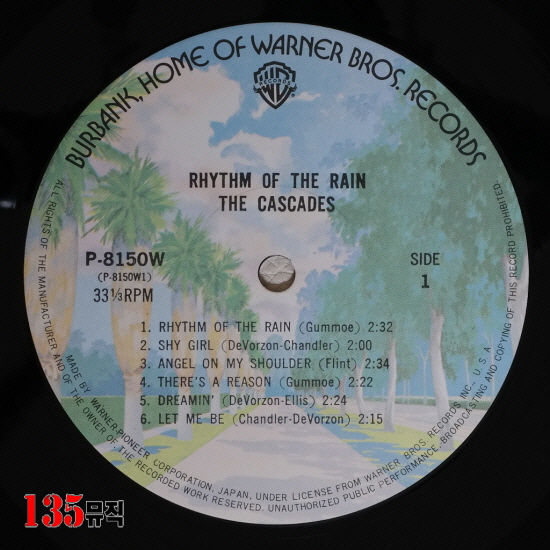 BURBANK, HOME OF WARNER BROS. RECORDS
RECORDS
RHYTHM OF THE RAIN
THE CASCADES
P-8150W
(P-8150W1)
33⅓RPM
SIDE
1
1. RHYTHM OF THE RAIN (Gummoe) 2:32
2. SHY GIRL (DeVorzon-Chandler) 2:00
3. ANGEL ON MY SHOULDER (Flint) 2:34
4. THERE'S A REASON (Gummoe) 2:22
5. DREAMIN' (DeVorzon-Ellis) 2:24
6. LET ME BE (Chandler-DeVorzon) 2:15
MADE BY WARNER-PIONEER CORPORATION, JAPAN, UNDER LICENSE FROM WARNER BROS. RECORDS INC., U.S.A.
ALL RIGHTS OF THE MANUFACTURER AND OF THE OWNER OF THE RECORDED WORK RESERVED. UNAUTHORIZED PUBLIC PERFORMANCE, BROADCASTING AND COPYING OF THIS RECORD PROHIBITED
135뮤직